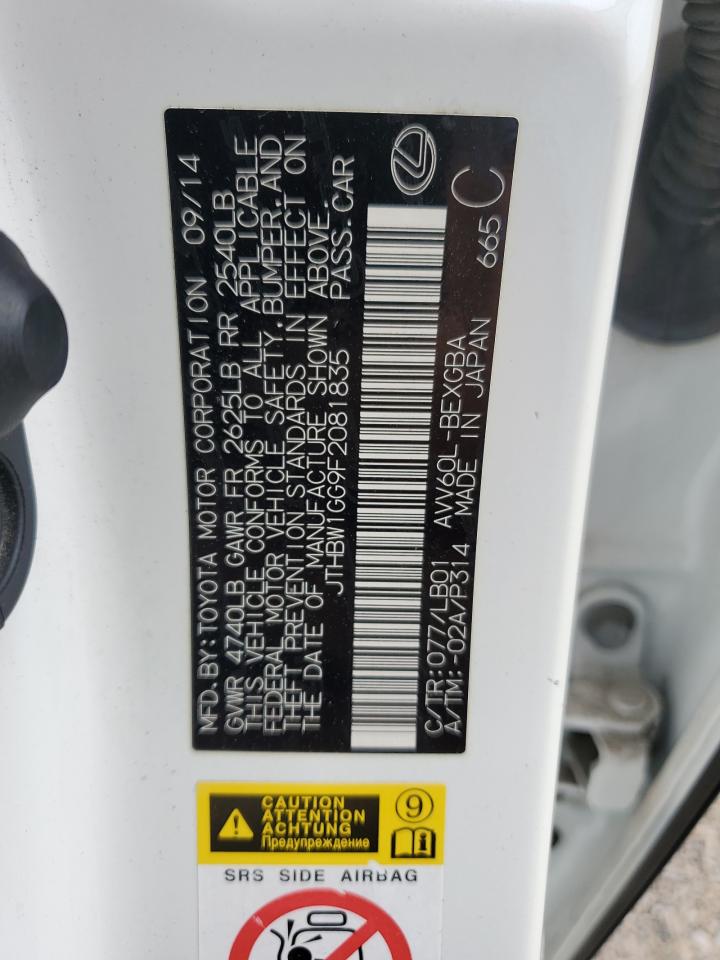 MFD.BY:TOYOTA MOTOR CORPORATION 09/14
GVWR 4740LB GAWR FR 2625LB RR 2540LB
THIS VEHICLE CONFORMS TO ALL APPLICABLE
FEDERAL MOTOR VEHICLE SAFETY,BUMPER,AND
THEFT PREVENTION STANDARDS IN EFFECT ON
THE DATE OF MANUFACTURE SHOWN ABOVE.
JTHBW1GG9F2081835 PASS.CAR
C/TR:077/LB01 AVV60L-BEXGBA
A/TM:-02A/P314 MADE IN JAPAN 665 C
CAUTION
ATTENTION
ACHTUNG
Предупреждение
9
SRS SIDE AIRBAG